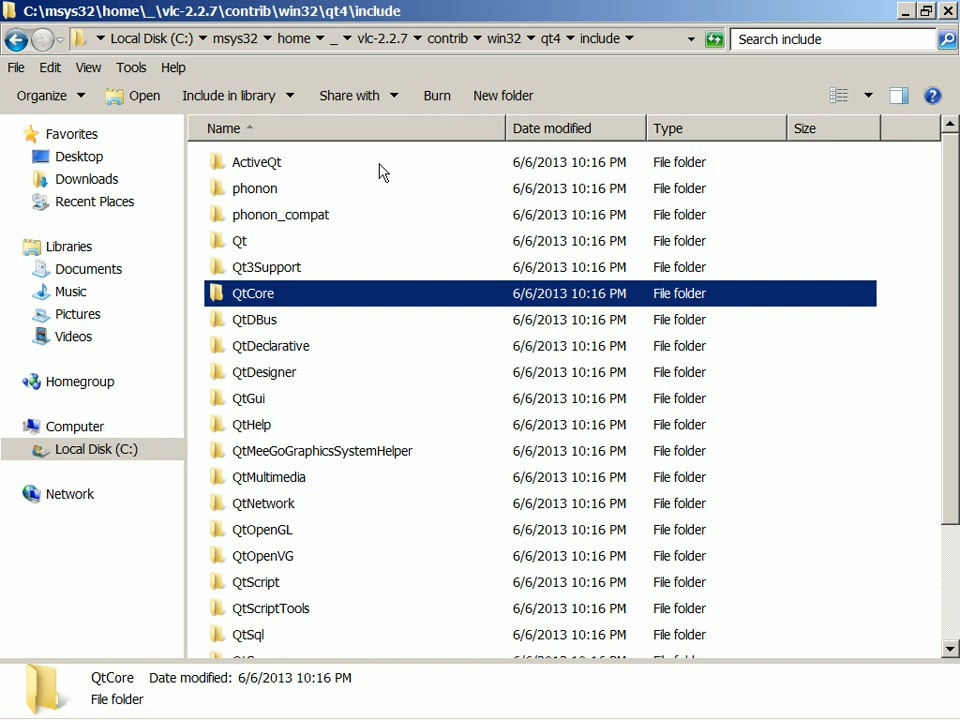 C:\msys32\home\_\vlc-2.2.7\contrib\win32\qt4\include
Local Disk (C:) msys32 home _ vlc-2.2.7 contrib win32 qt4 include Search include
File Edit View Tools Help
Organize Open Include in library Share with Burn New folder
Name Date modified Type Size
Favorites
Desktop
Downloads
Recent Places
Libraries
Documents
Music
Pictures
Videos
Homegroup
Computer
Local Disk (C:)
Network
ActiveQt 6/6/2013 10:16 PM File folder
phonon 6/6/2013 10:16 PM File folder
phonon_compat 6/6/2013 10:16 PM File folder
Qt 6/6/2013 10:16 PM File folder
Qt3Support 6/6/2013 10:16 PM File folder
QtCore 6/6/2013 10:16 PM File folder
QtDBus 6/6/2013 10:16 PM File folder
QtDeclarative 6/6/2013 10:16 PM File folder
QtDesigner 6/6/2013 10:16 PM File folder
QtGui 6/6/2013 10:16 PM File folder
QtHelp 6/6/2013 10:16 PM File folder
QtMeeGoGraphicsSystemHelper 6/6/2013 10:16 PM File folder
QtMultimedia 6/6/2013 10:16 PM File folder
QtNetwork 6/6/2013 10:16 PM File folder
QtOpenGL 6/6/2013 10:16 PM File folder
QtOpenVG 6/6/2013 10:16 PM File folder
QtScript 6/6/2013 10:16 PM File folder
QtScriptTools 6/6/2013 10:16 PM File folder
QtSql 6/6/2013 10:16 PM File folder
QtCore Date modified: 6/6/2013 10:16 PM
File folder